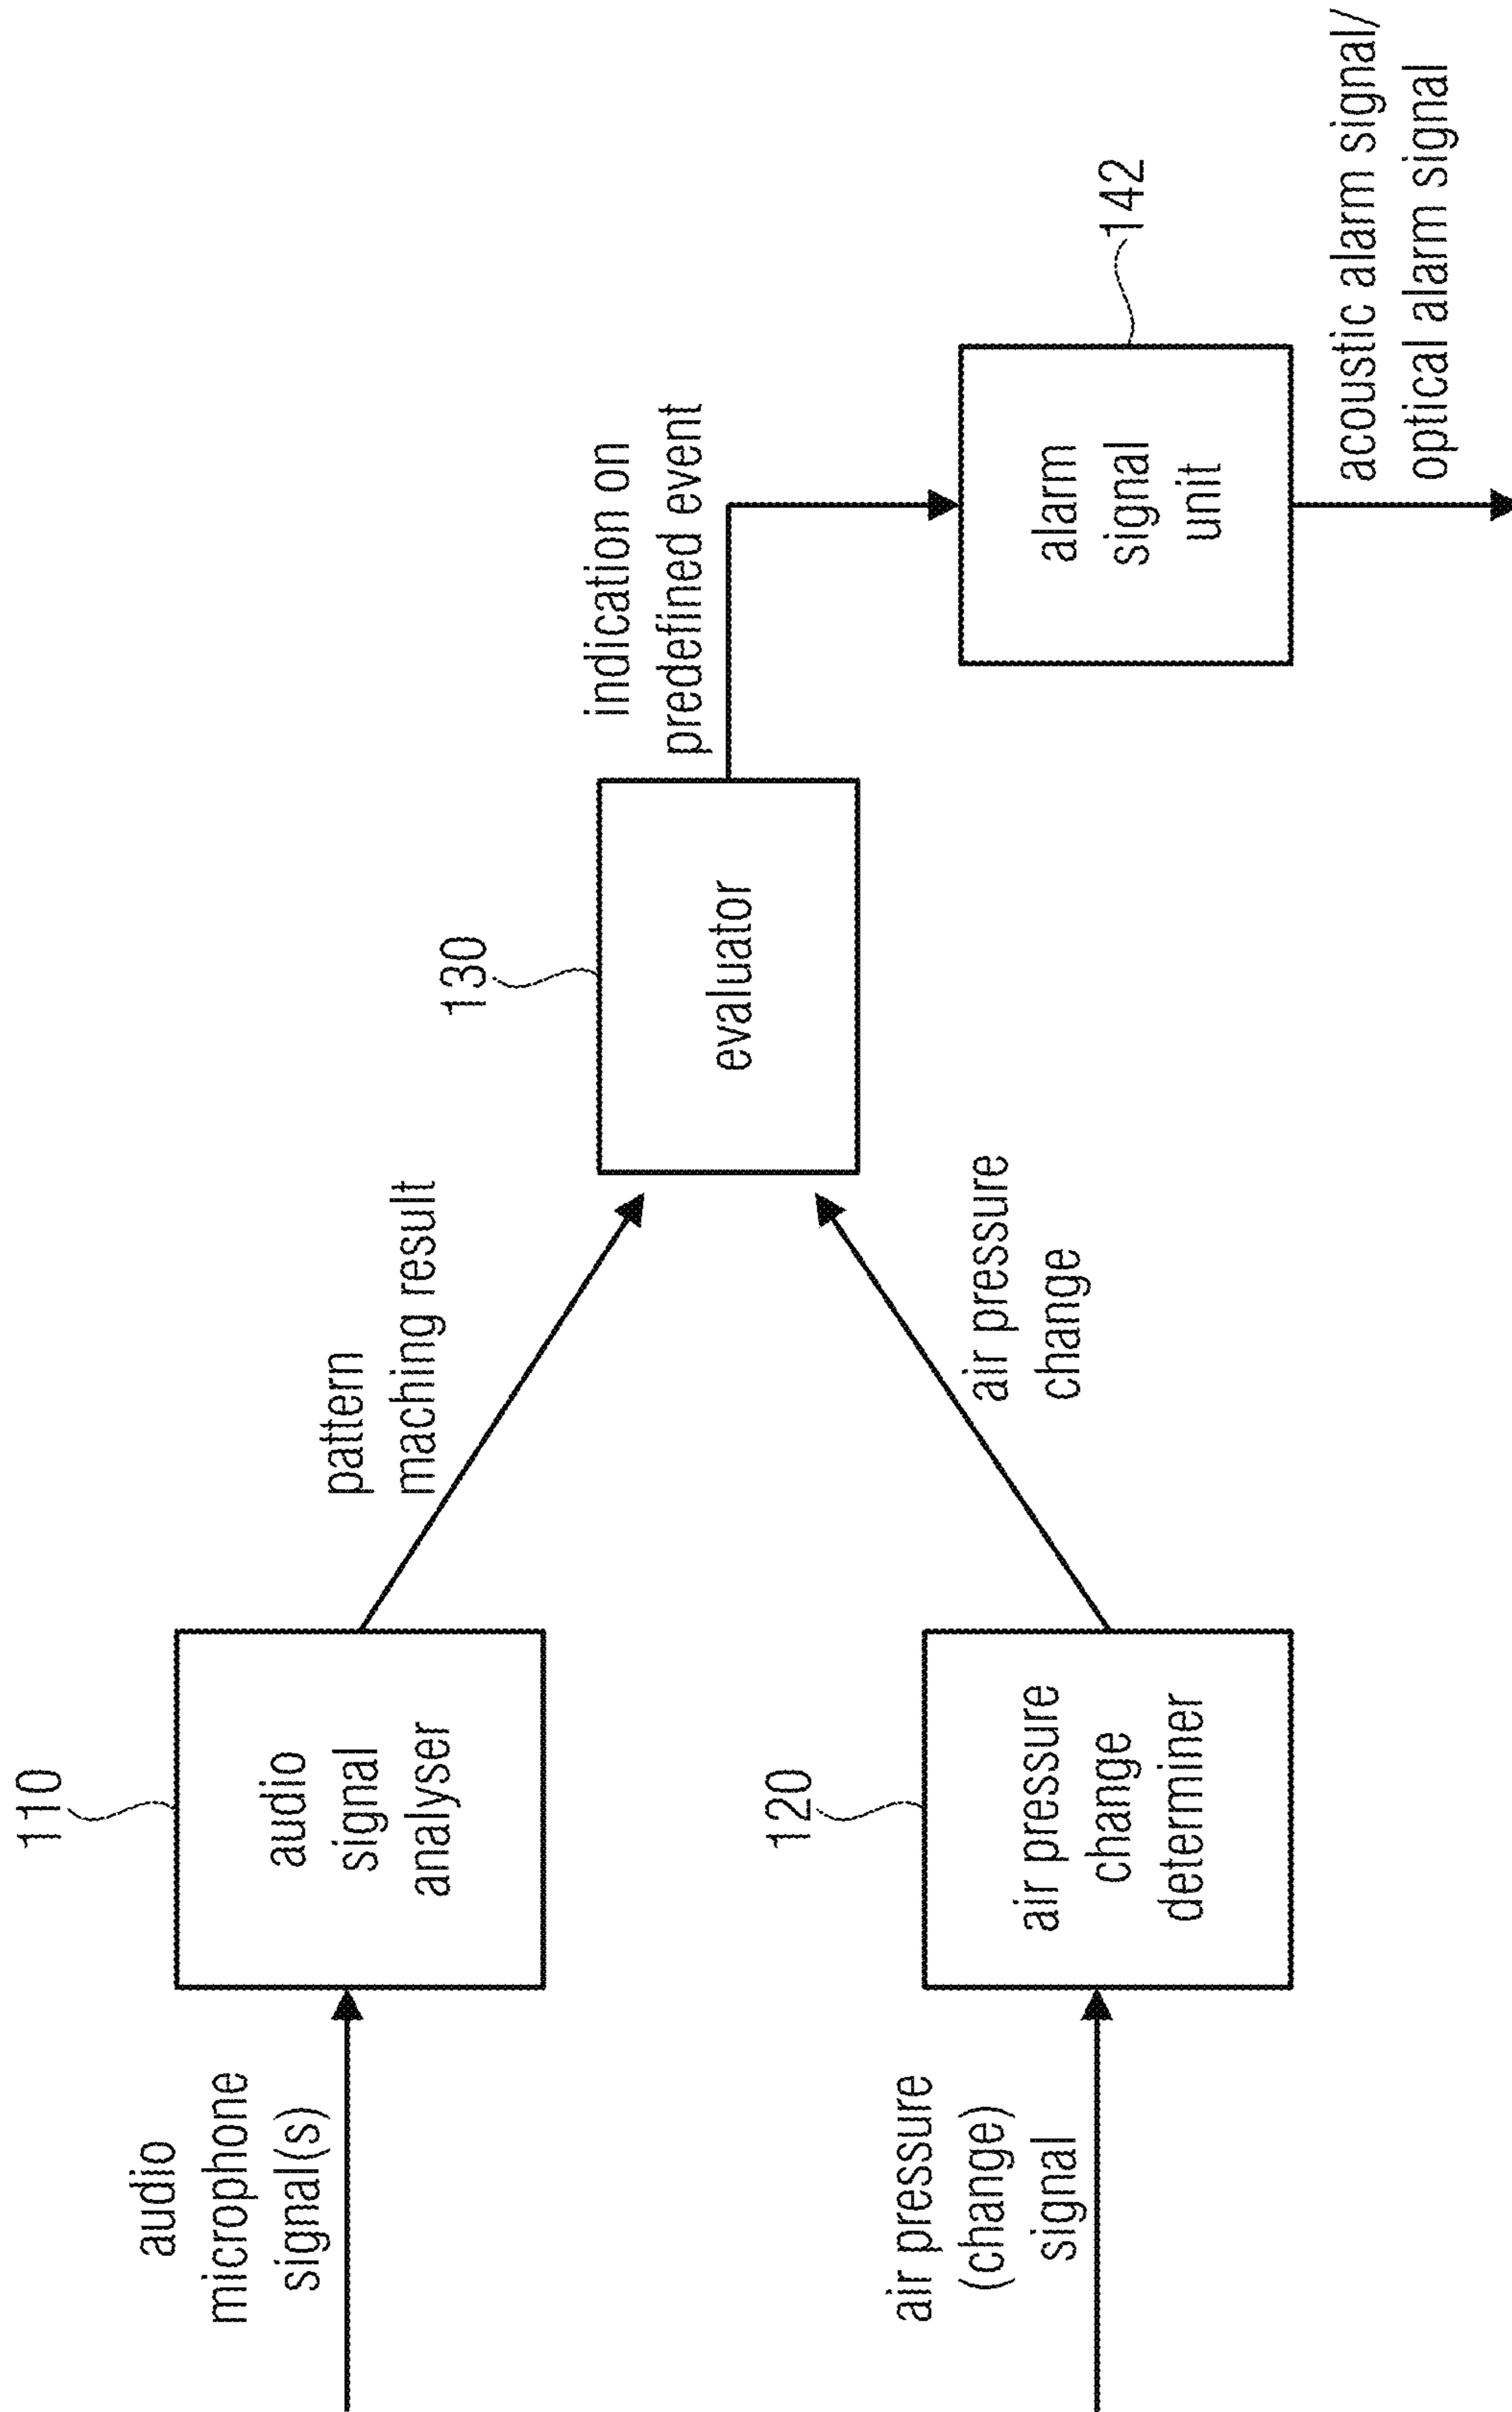 audio
microphone
signal(s)
110
audio
signal
analyser
pattern
maching result
air pressure
(change)
signal
120
air pressure
change
determiner
air pressure
change
130
evaluator
indication on
predefined event
alarm
signal
unit
142
acoustic alarm signal/
optical alarm signal